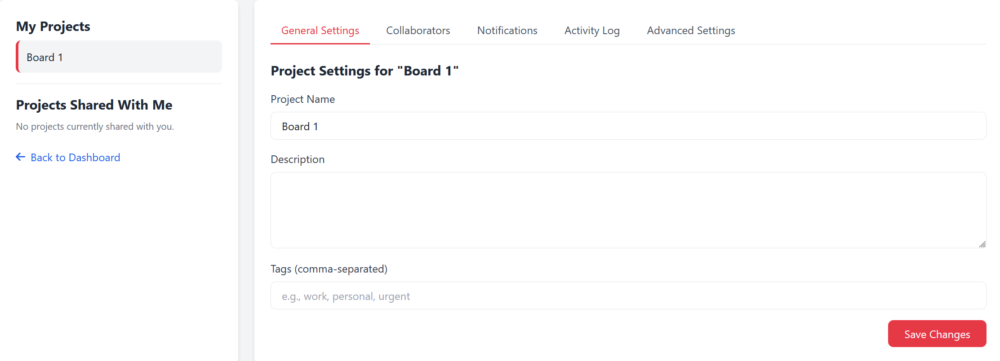 My Projects
Board 1
Projects Shared With Me
No projects currently shared with you.
Back to Dashboard
General Settings
Collaborators
Notifications
Activity Log
Advanced Settings
Project Settings for "Board 1"
Project Name
Board 1
Description
Tags (comma-separated)
e.g., work, personal, urgent
Save Changes